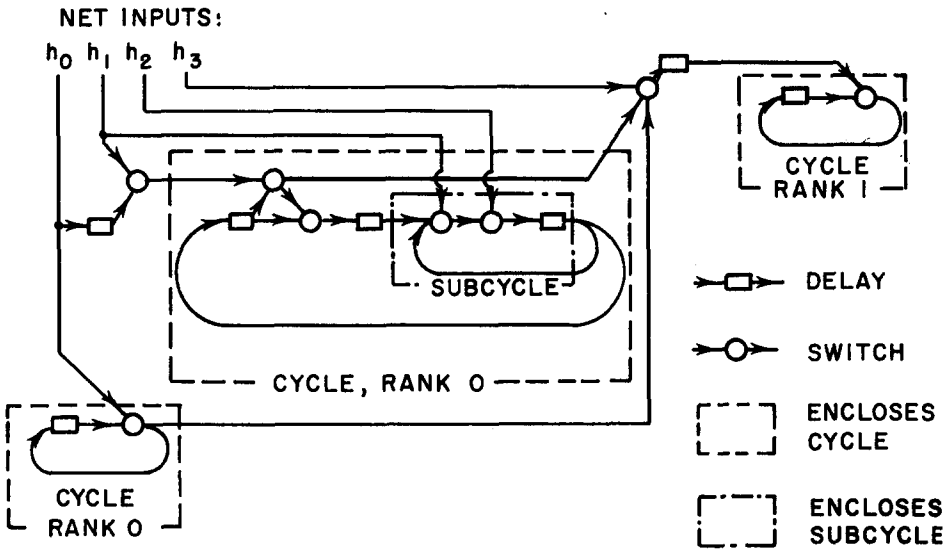 NET INPUTS:
h0 h1 h2 h3
CYCLE
RANK 1
SUBCYCLE
CYCLE, RANK 0
CYCLE
RANK 0
DELAY
SWITCH
ENCLOSES
CYCLE
ENCLOSES
SUBCYCLE